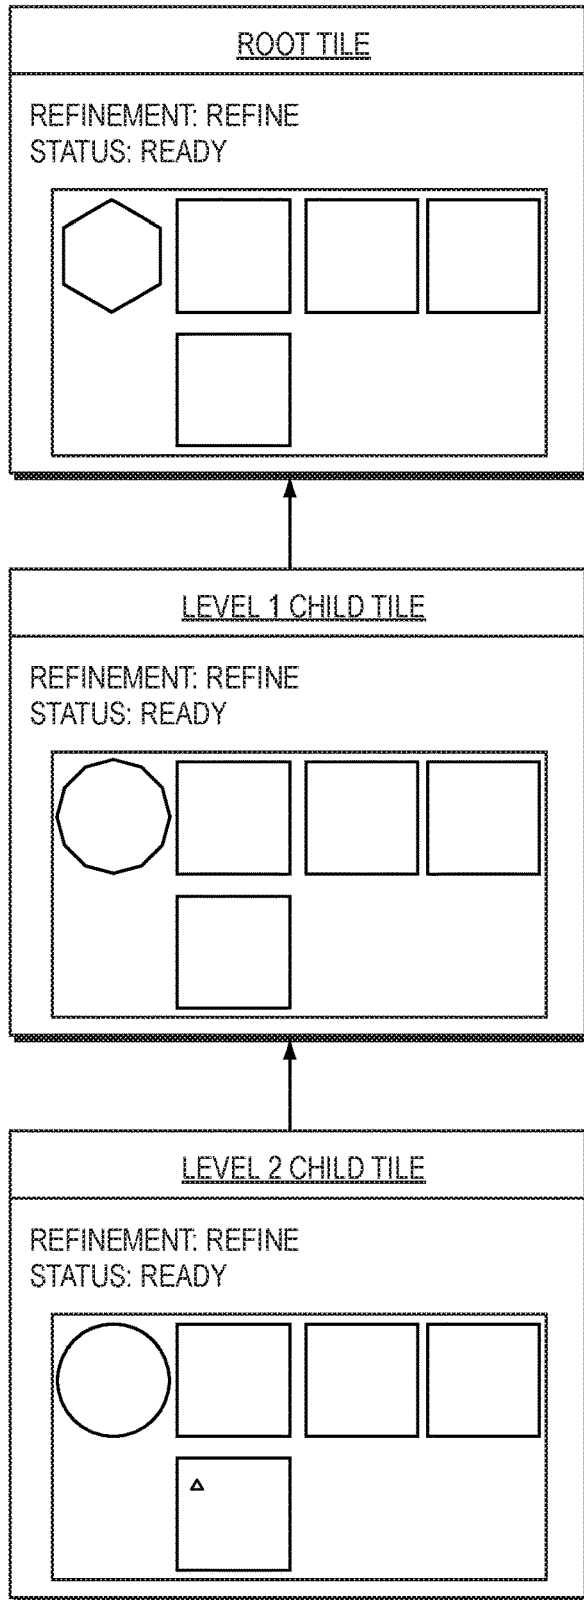 ROOT TILE
REFINEMENT: REFINE
STATUS: READY
LEVEL 1 CHILD TILE
REFINEMENT: REFINE
STATUS: READY
LEVEL 2 CHILD TILE
REFINEMENT: REFINE
STATUS: READY